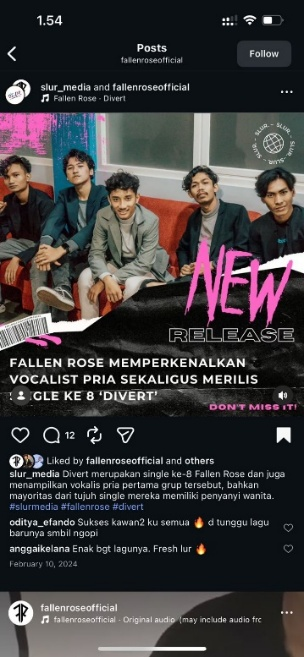 1.54
Posts
fallenroseofficial
Follow
slur_media and fallenroseofficial
Fallen Rose · Divert
SLUR. SLUR. SLUR.
NEW
RELEASE
FALLEN ROSE MEMPERKENALKAN
VOCALIST PRIA SEKALIGUS MERILIS
GLE KE 8 ‘DIVERT’
DON'T MISS IT!
12
Liked by fallenroseofficial and others
slur_media Divert merupakan single ke-8 Fallen Rose dan juga
menampilkan vokalis pria pertama grup tersebut, bahkan
mayoritas dari tujuh single mereka memiliki penyanyi wanita.
#slurmedia #fallenrose #divert
oditya_efando Sukses kawan2 ku semua 🔥 d tunggu lagu
barunya smbil ngopi
anggaikelana Enak bgt lagunya. Fresh lur 🔥
February 10, 2024
fallenroseofficial
fallenroseofficial · Original audio (may include audio frc